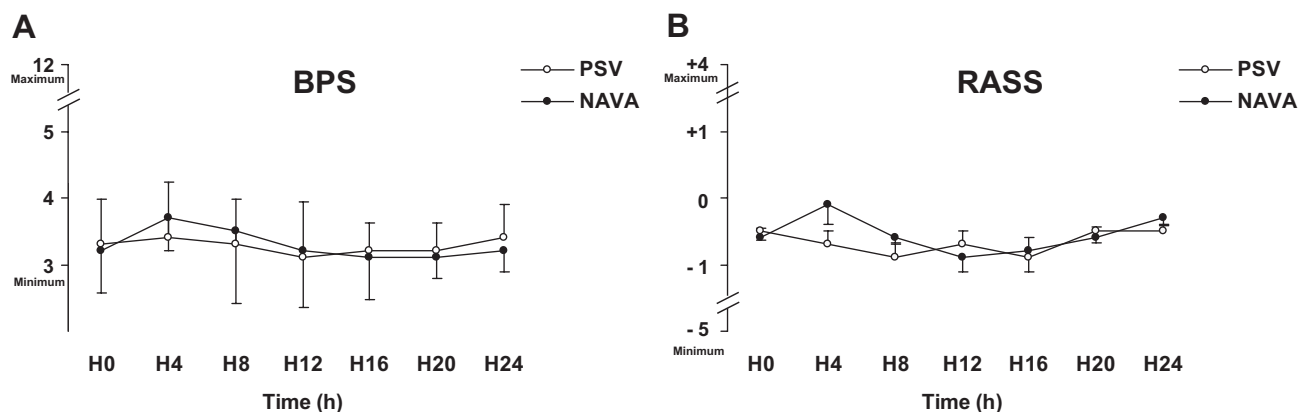 A
12
Maximum
BPS
PSV
NAVA
5
4
3
Minimum
H0 H4 H8 H12 H16 H20 H24
Time (h)
B
+4
Maximum
RASS
PSV
NAVA
+1
0
- 1
- 5
Minimum
H0 H4 H8 H12 H16 H20 H24
Time (h)